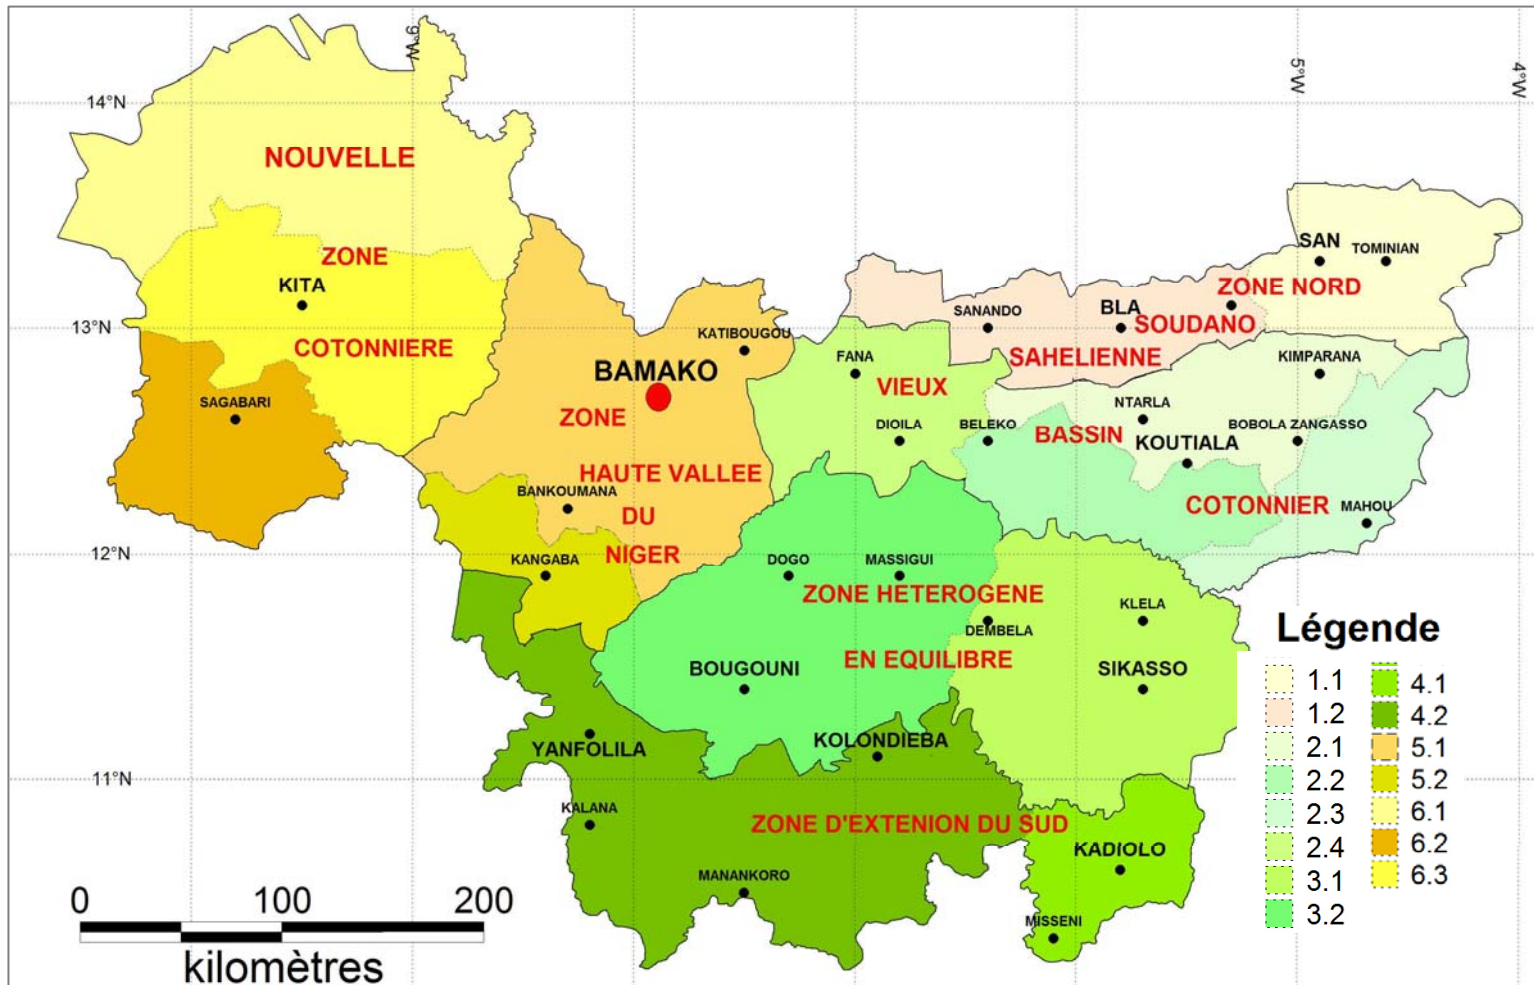 9°W
5°W
4°W
14°N
NOUVELLE
SAN
TOMINIAN
ZONE
KITA
ZONE NORD
SANANDO
BLA
SOUDANO
13°N
KATIBOUGOU
COTONNIERE
FANA
SAHELIENNE
KIMPARANA
BAMAKO
VIEUX
SAGABARI
ZONE
DIOILA
BELEKO
NTARLA
BASSIN
KOUTIALA
BOBOLA ZANGASSO
HAUTE VALLEE
BANKOUMANA
COTONNIER
MAHOU
DU
12°N
KANGABA
NIGER
DOGO
MASSIGUI
ZONE HETEROGENE
KLELA
DEMBELA
EN EQUILIBRE
BOUGOUNI
SIKASSO
YANFOLILA
KOLONDIEBA
11°N
KALANA
ZONE D'EXTENION DU SUD
KADIOLO
MANANKORO
MISSENI
Légende
1.1
1.2
2.1
2.2
2.3
2.4
3.1
3.2
4.1
4.2
5.1
5.2
6.1
6.2
6.3
0 100 200
kilomètres